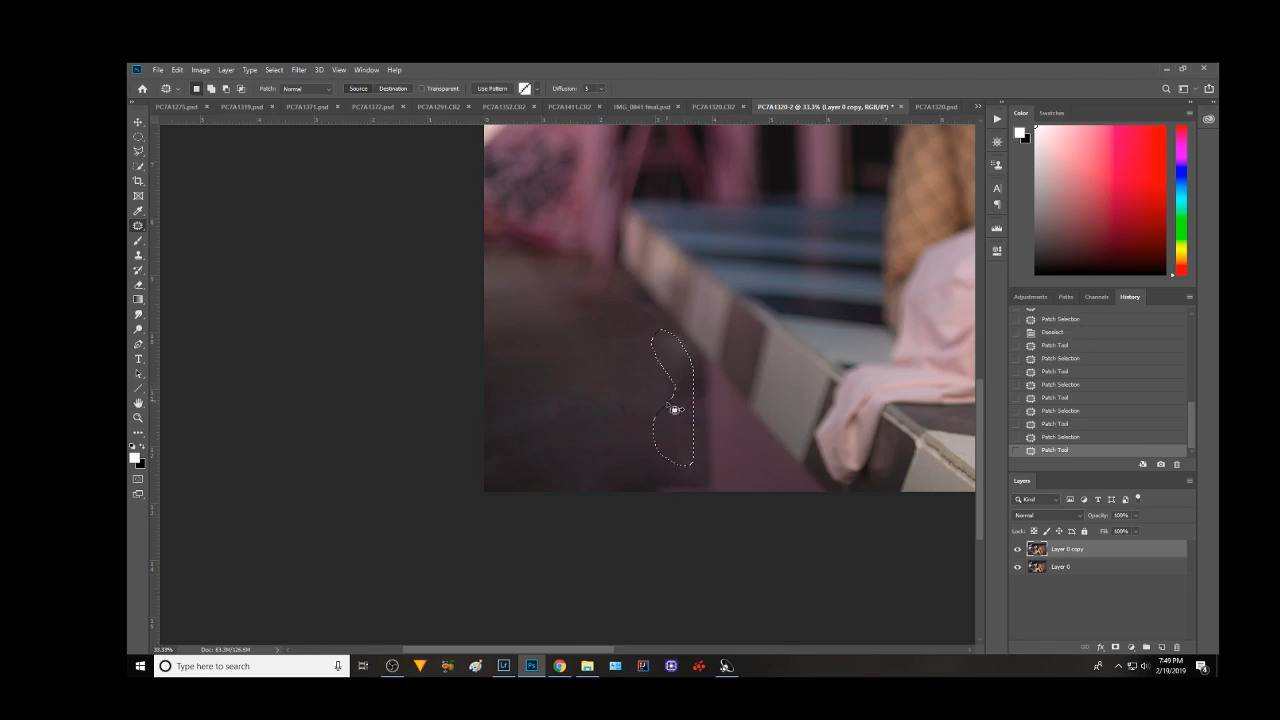 File Edit Image Layer Type Select Filter 3D View Window Help
Patch: Normal Source Destination Transparent Use Pattern Diffusion: 5
PC7A1275.psd × PC7A1319.psd × PC7A1371.psd × PC7A1372.psd × PC7A1291.CR2 × PC7A1352.CR2 × PC7A1411.CR2 × IMG_0841 final.psd × PC7A1320.CR2 × PC7A1320-2 @ 33.3% (Layer 0 copy, RGB/8*) * × PC7A1320.psd
Color Swatches
Adjustments Paths Channels History
Patch Selection
Deselect
Patch Tool
Patch Selection
Patch Tool
Patch Selection
Patch Tool
Patch Selection
Patch Tool
Patch Selection
Patch Tool
Layers
Kind
Normal Opacity: 100%
Lock: Fill: 100%
Layer 0 copy
Layer 0
33.33% Doc: 63.3M/126.6M
Type here to search
7:49 PM
2/19/2019